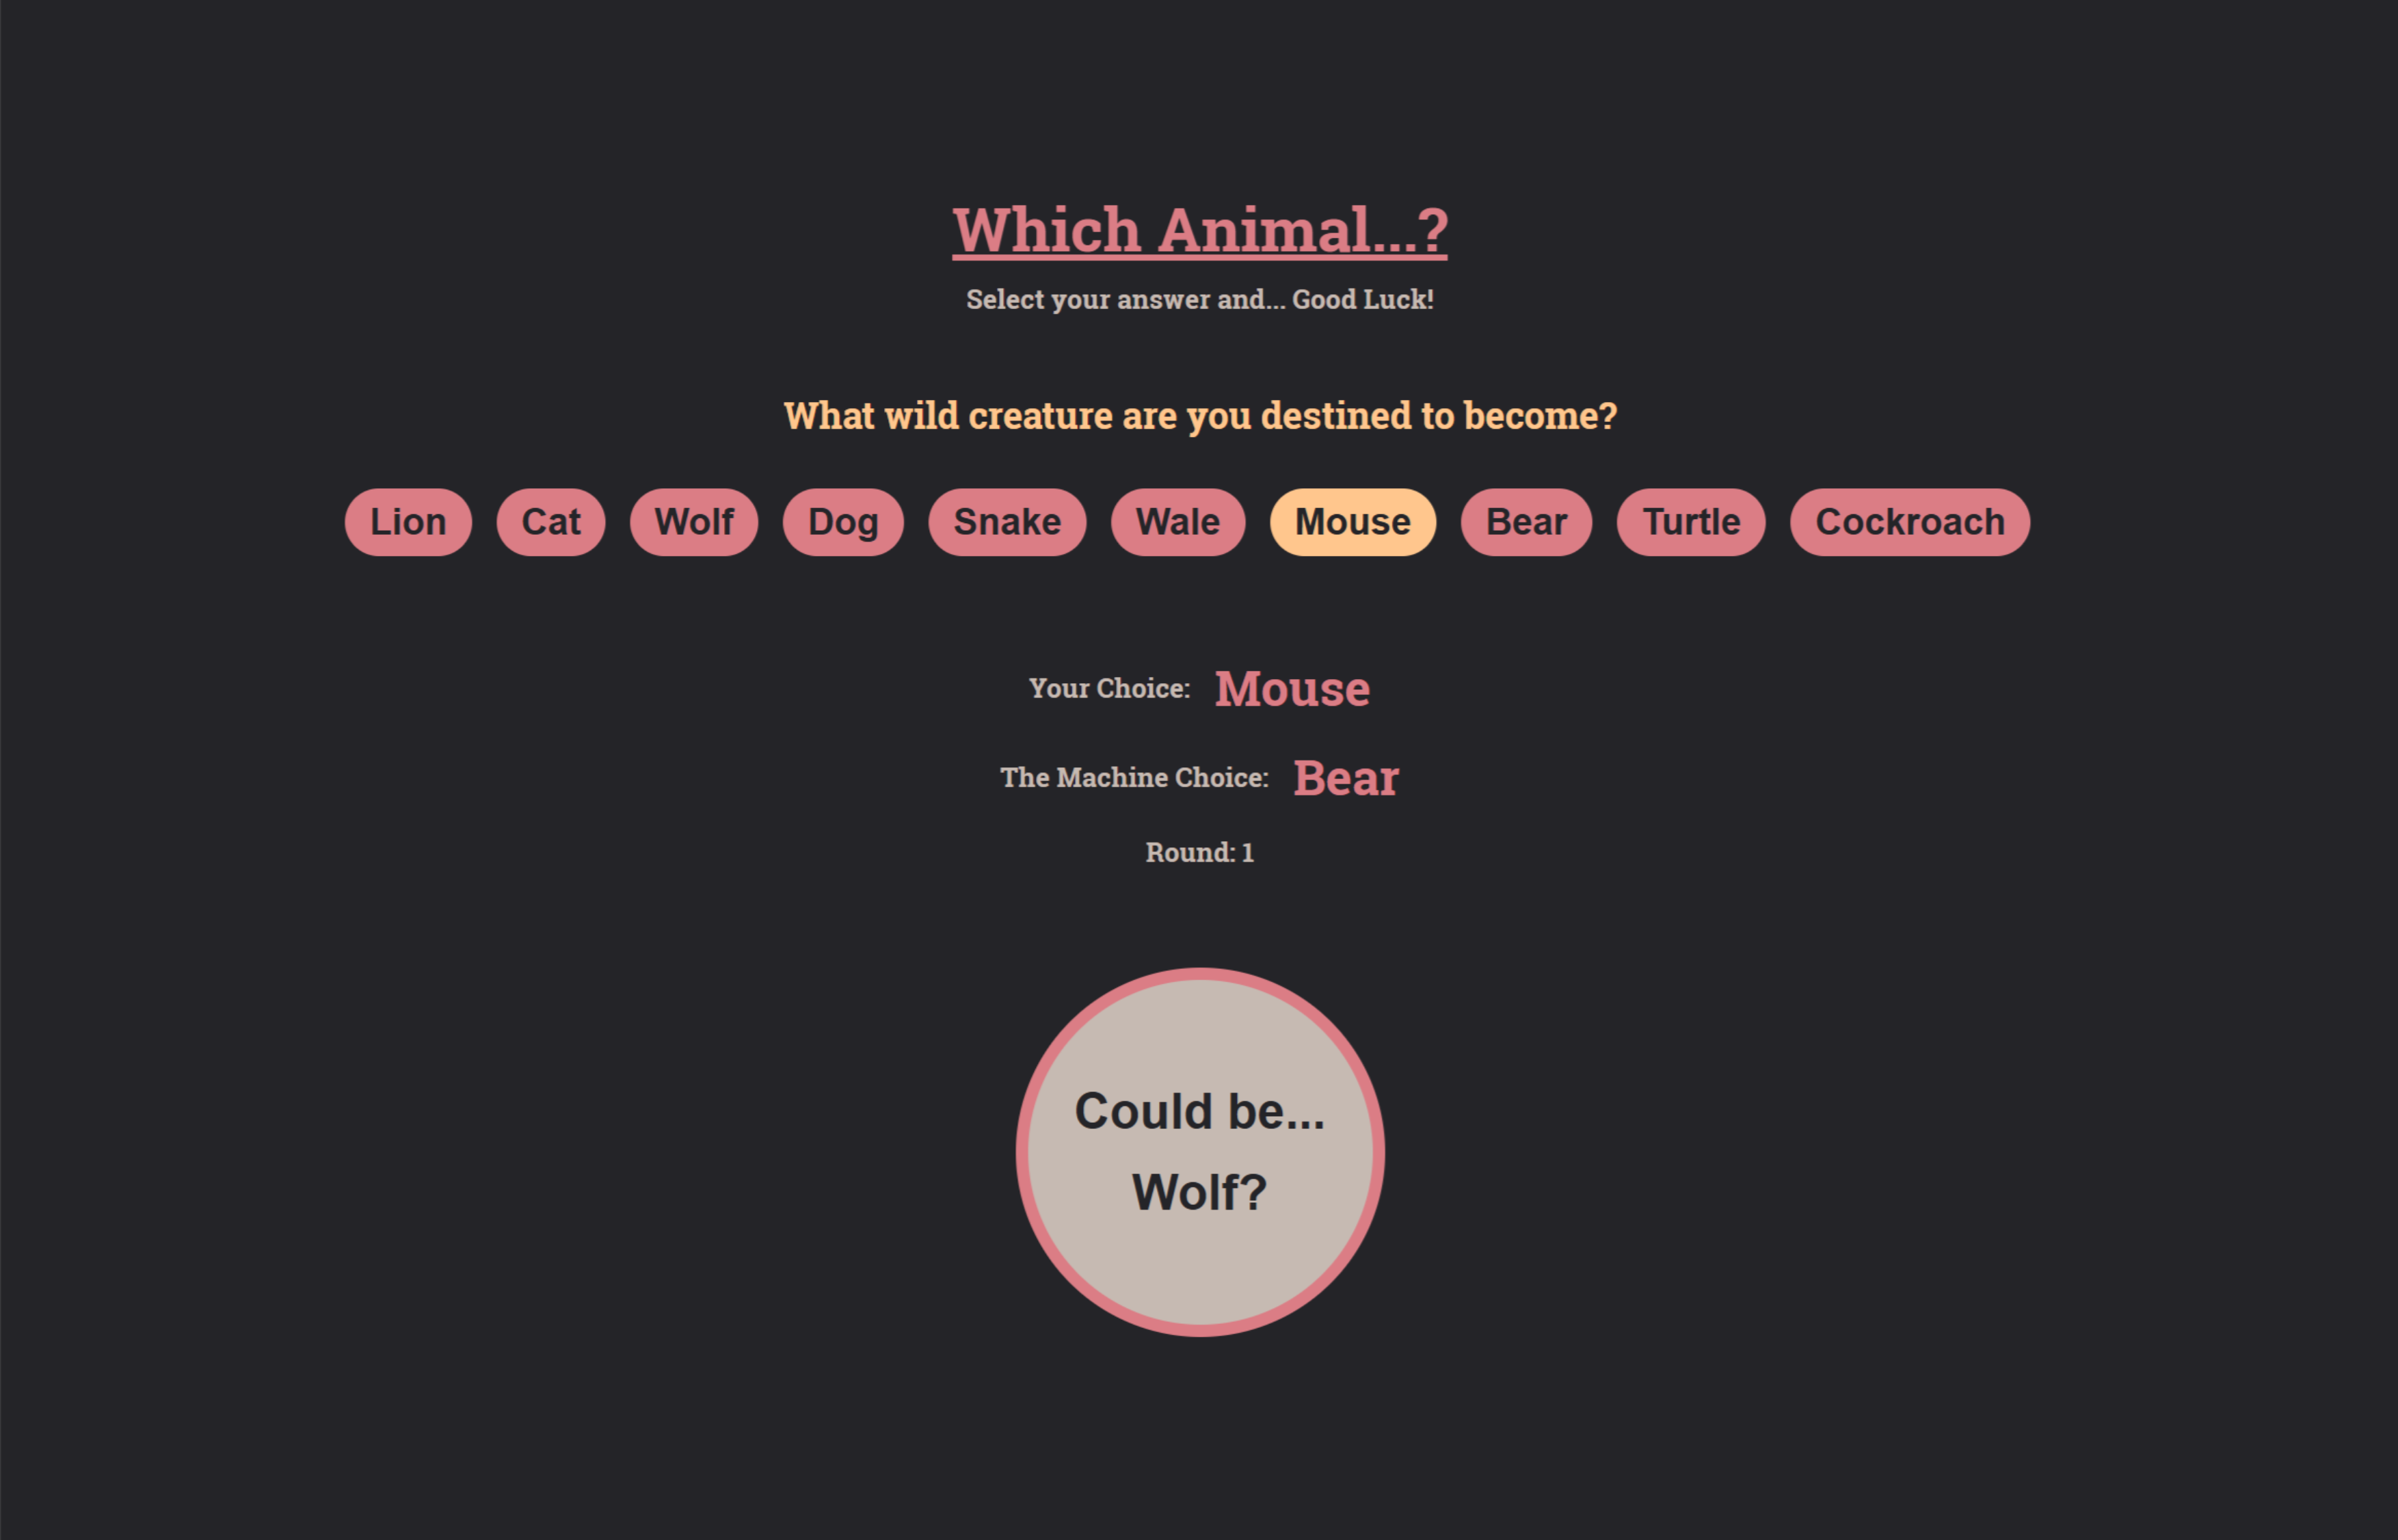 Which Animal...?
Select your answer and... Good Luck!
What wild creature are you destined to become?
Lion Cat Wolf Dog Snake Wale Mouse Bear Turtle Cockroach
Your Choice: Mouse
The Machine Choice: Bear
Round: 1
Could be...
Wolf?